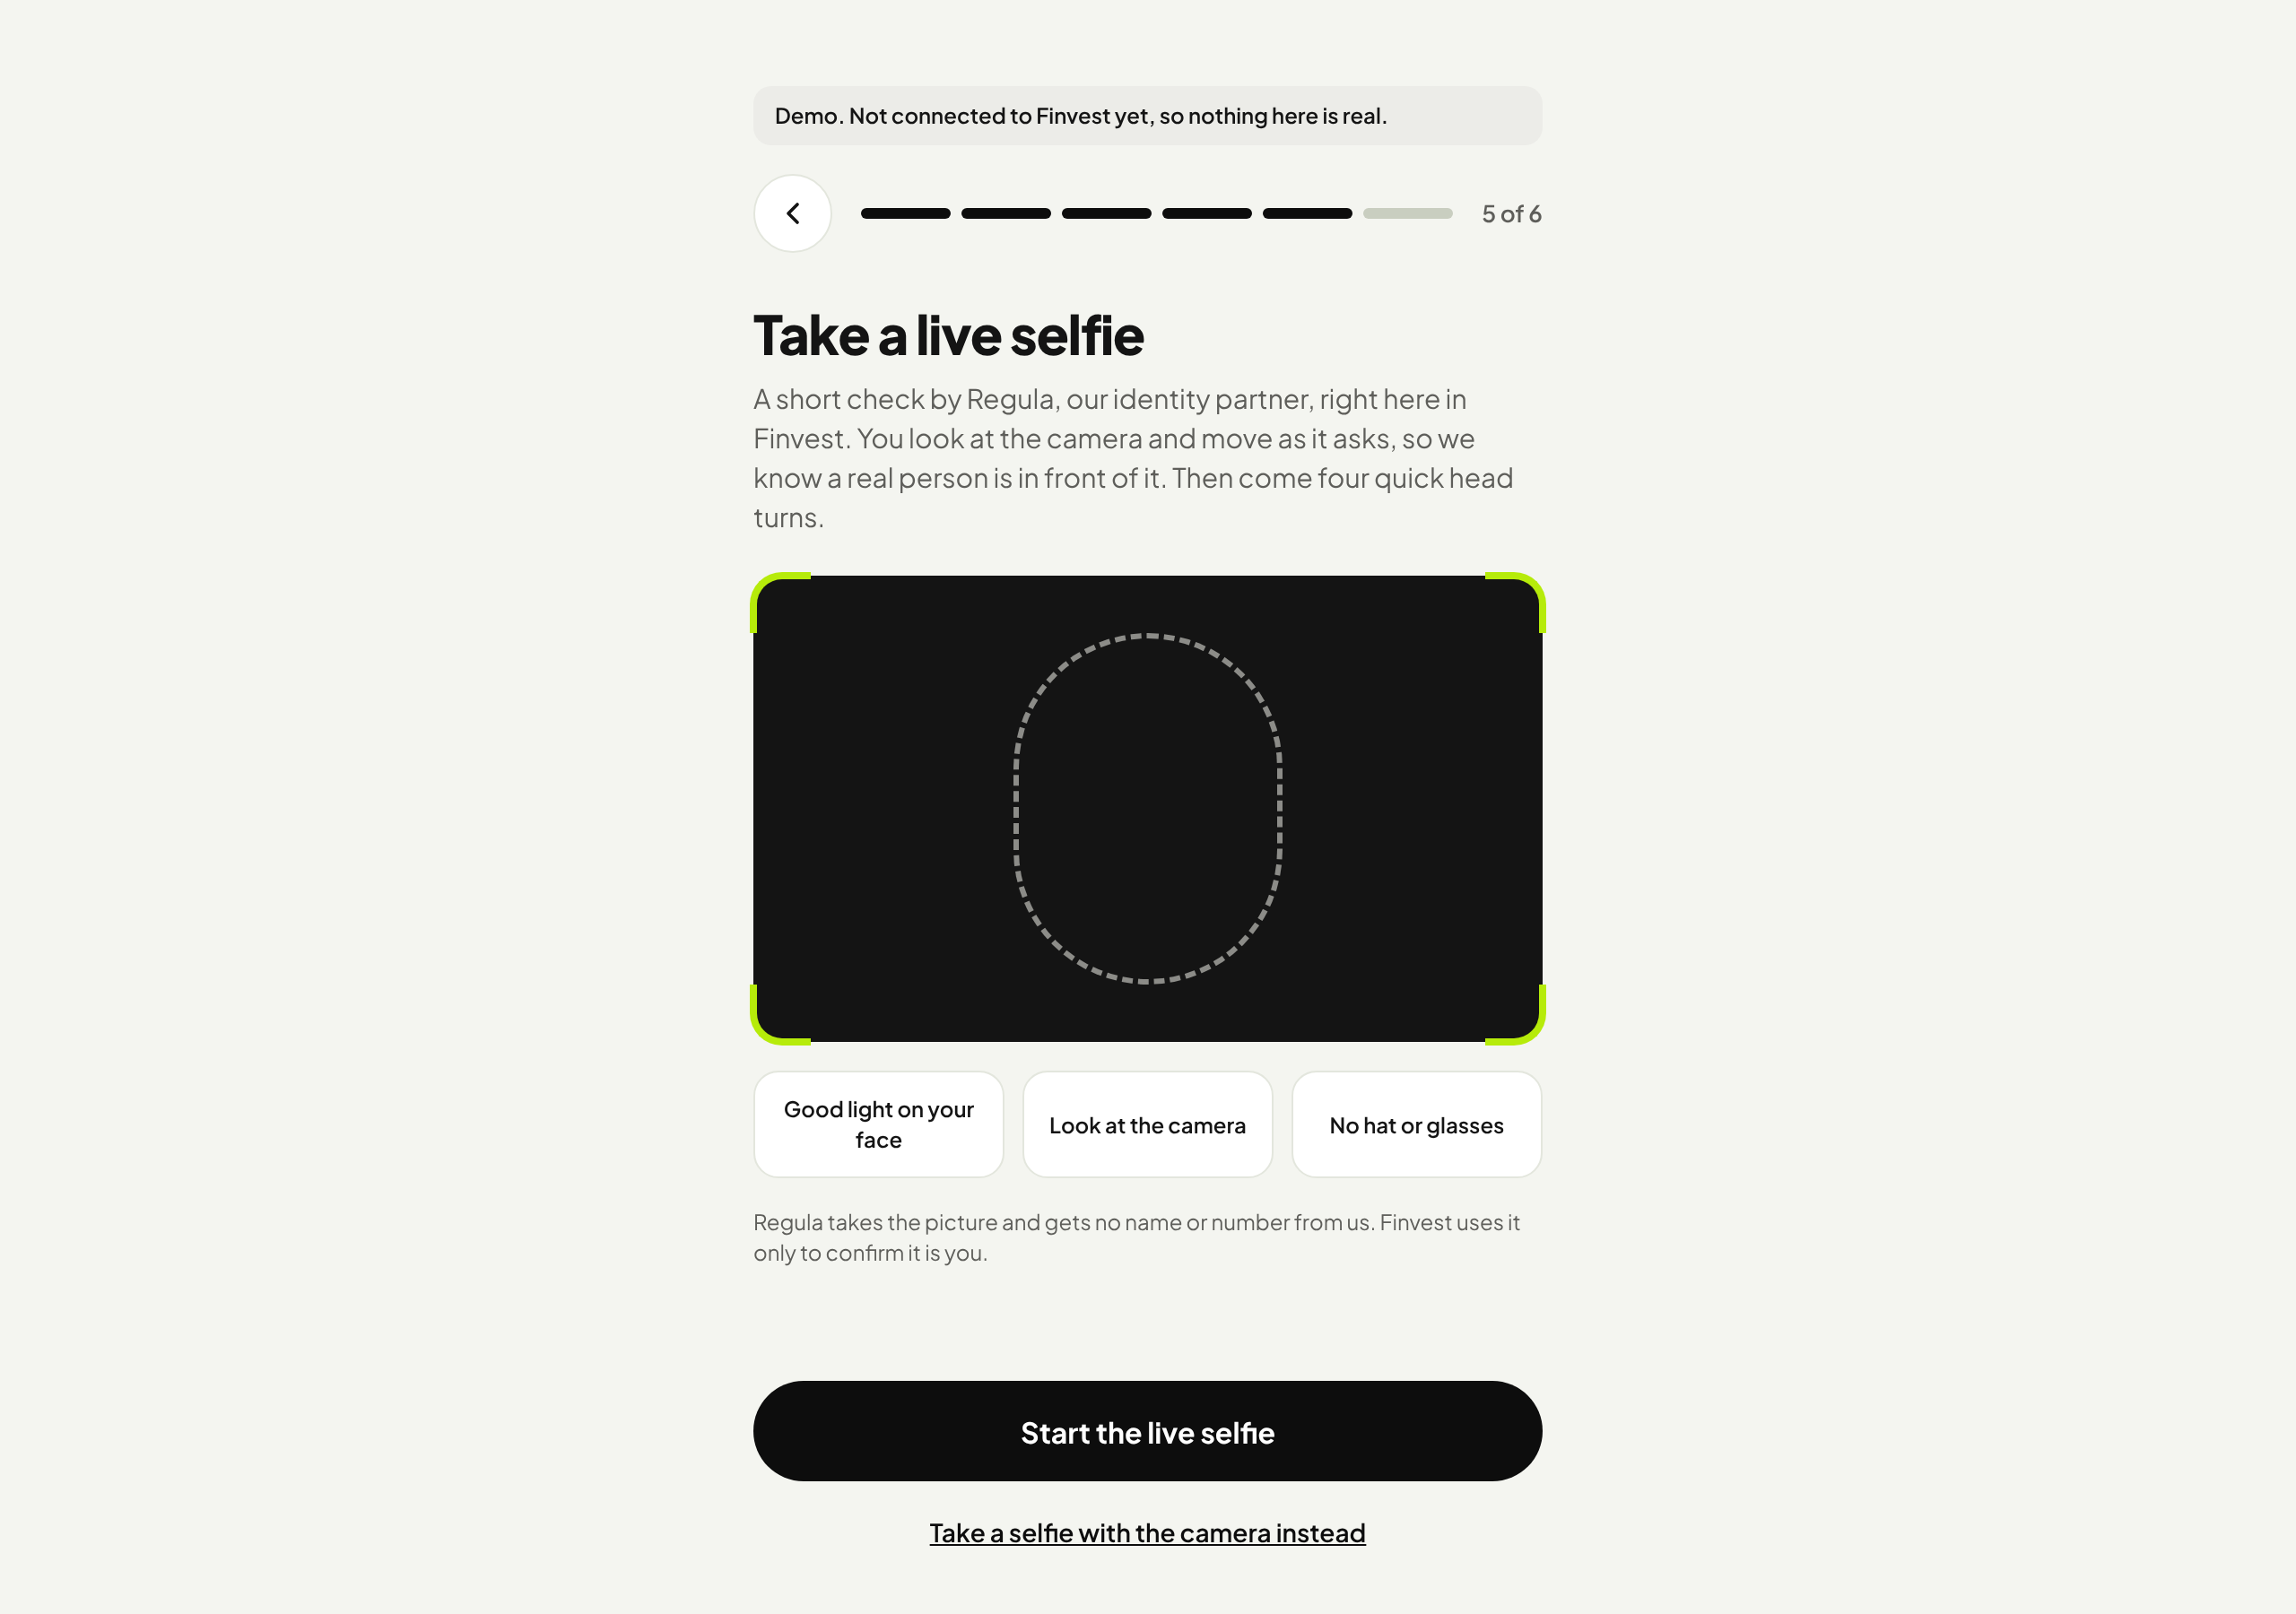 Demo. Not connected to Finvest yet, so nothing here is real.
5 of 6
Take a live selfie
A short check by Regula, our identity partner, right here in
Finvest. You look at the camera and move as it asks, so we
know a real person is in front of it. Then come four quick head
turns.
Good light on your
face
Look at the camera
No hat or glasses
Regula takes the picture and gets no name or number from us. Finvest uses it
only to confirm it is you.
Start the live selfie
Take a selfie with the camera instead